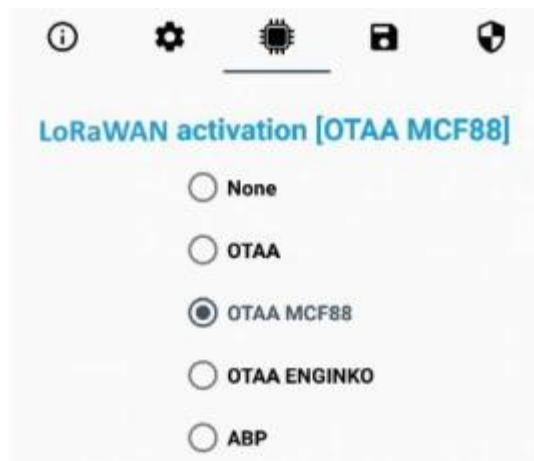 LoRaWAN activation [OTAA MCF88]
None
OTAA
OTAA MCF88
OTAA ENGINKO
ABP